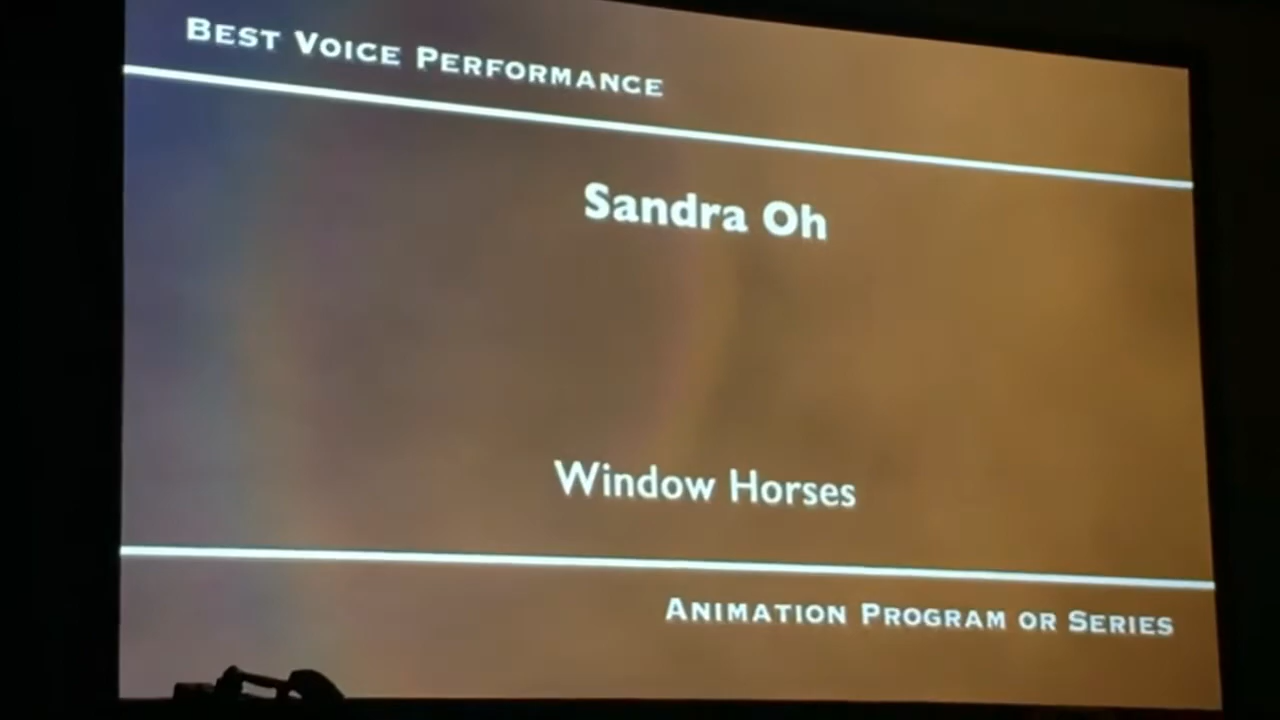 Best Voice Performance
Sandra Oh
Window Horses
Animation Program or Series